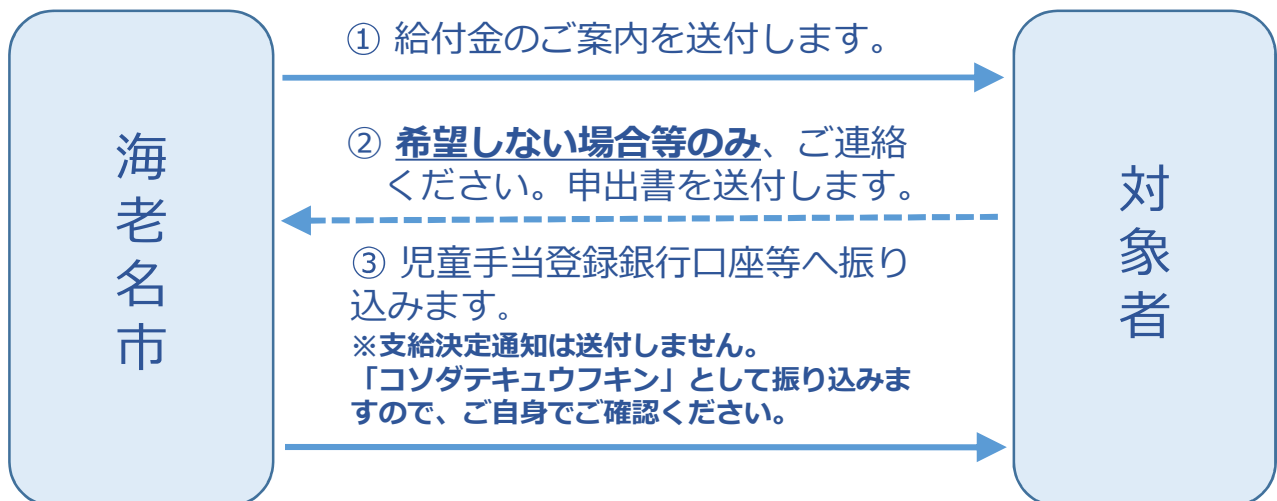 海老名市
① 給付金のご案内を送付します。
② 希望しない場合等のみ、ご連絡
ください。申出書を送付します。
③ 児童手当登録銀行口座等へ振り
込みます。
※支給決定通知は送付しません。
「コソダテキュウフキン」として振り込みま
すので、ご自身でご確認ください。
対象者